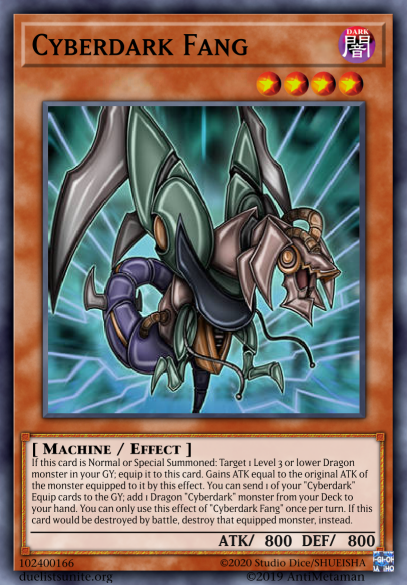 Cyberdark Fang
DARK
闇
[ Machine / Effect ]
If this card is Normal or Special Summoned: Target 1 Level 3 or lower Dragon
monster in your GY; equip it to this card. Gains ATK equal to the original ATK of
the monster equipped to it by this effect. You can send 1 of your "Cyberdark"
Equip cards to the GY; add 1 Dragon "Cyberdark" monster from your Deck to
your hand. You can only use this effect of "Cyberdark Fang" once per turn. If this
card would be destroyed by battle, destroy that equipped monster, instead.
ATK/ 800 DEF/ 800
102400166
©2020 Studio Dice/SHUEISHA
duelistsunite.org
©2019 AntiMetaman